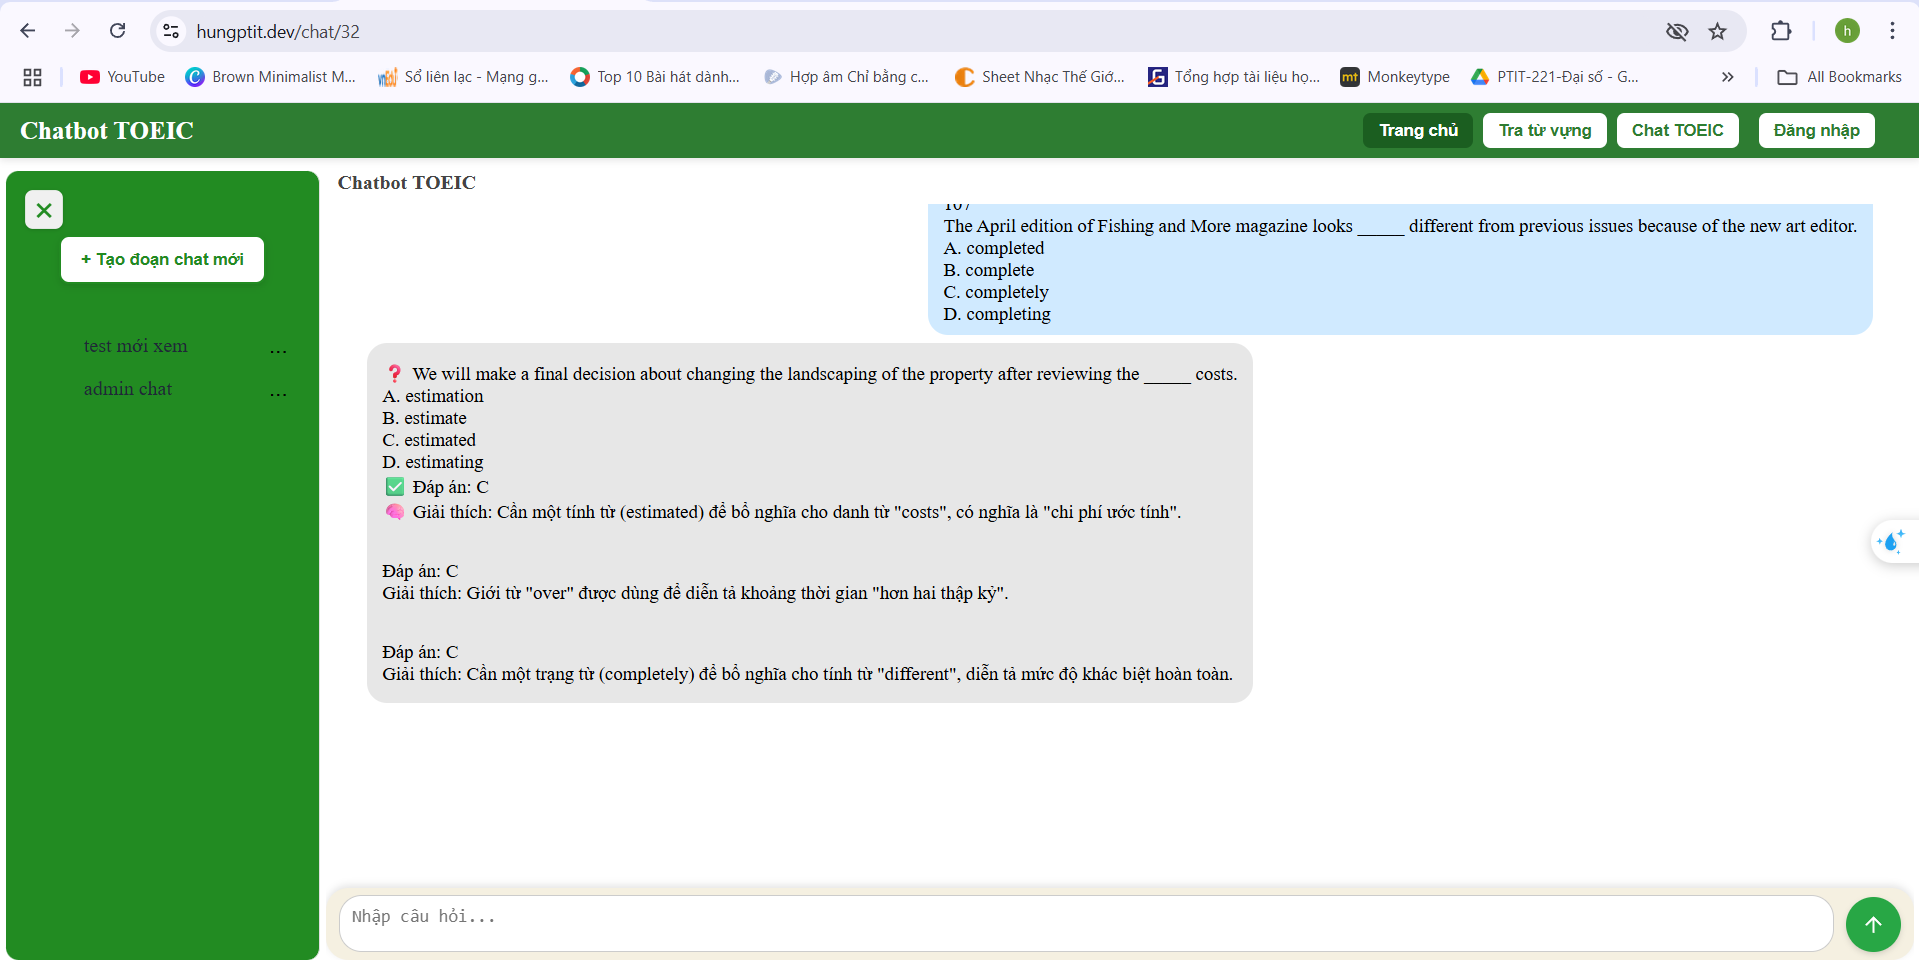 hungptit.dev/chat/32
h
YouTube
Brown Minimalist M...
Sổ liên lạc - Mạng g...
Top 10 Bài hát dành...
Hợp âm Chỉ bằng c...
Sheet Nhạc Thế Giớ...
Tổng hợp tài liệu họ...
mt
Monkeytype
PTIT-221-Đại số - G...
All Bookmarks
Chatbot TOEIC
Trang chủ
Tra từ vựng
Chat TOEIC
Đăng nhập
+ Tạo đoạn chat mới
test mới xem
...
admin chat
...
Chatbot TOEIC
107
The April edition of Fishing and More magazine looks _____ different from previous issues because of the new art editor.
A. completed
B. complete
C. completely
D. completing
❓ We will make a final decision about changing the landscaping of the property after reviewing the _____ costs.
A. estimation
B. estimate
C. estimated
D. estimating
✅ Đáp án: C
🧠 Giải thích: Cần một tính từ (estimated) để bổ nghĩa cho danh từ "costs", có nghĩa là "chi phí ước tính".
Đáp án: C
Giải thích: Giới từ "over" được dùng để diễn tả khoảng thời gian "hơn hai thập kỷ".
Đáp án: C
Giải thích: Cần một trạng từ (completely) để bổ nghĩa cho tính từ "different", diễn tả mức độ khác biệt hoàn toàn.
Nhập câu hỏi...